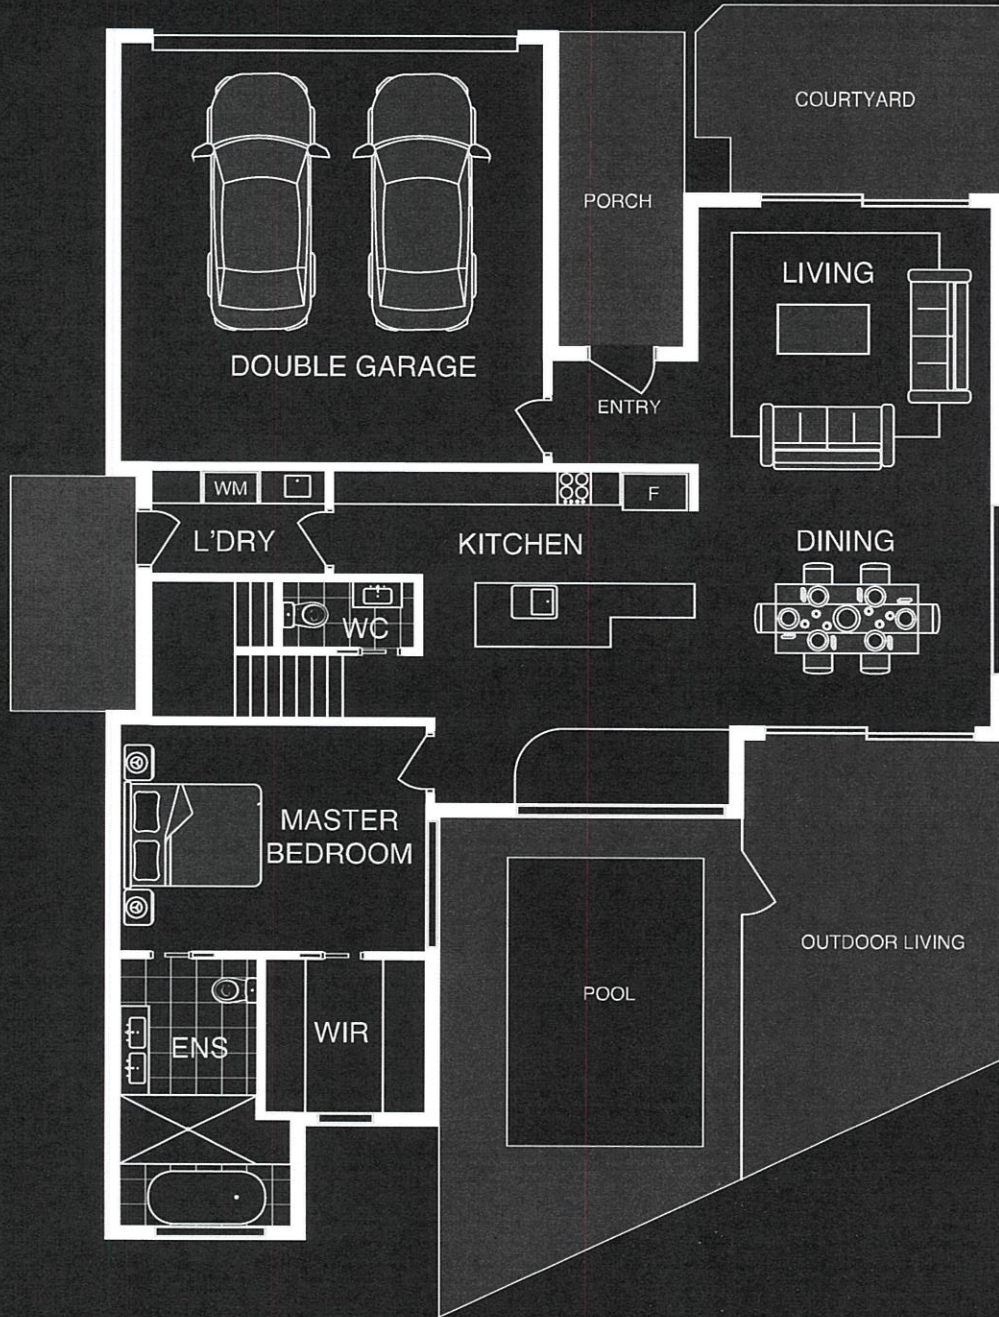 COURTYARD
PORCH
LIVING
DOUBLE GARAGE
ENTRY
WM
F
L'DRY
KITCHEN
DINING
WC
MASTER
BEDROOM
OUTDOOR LIVING
POOL
WIR
ENS